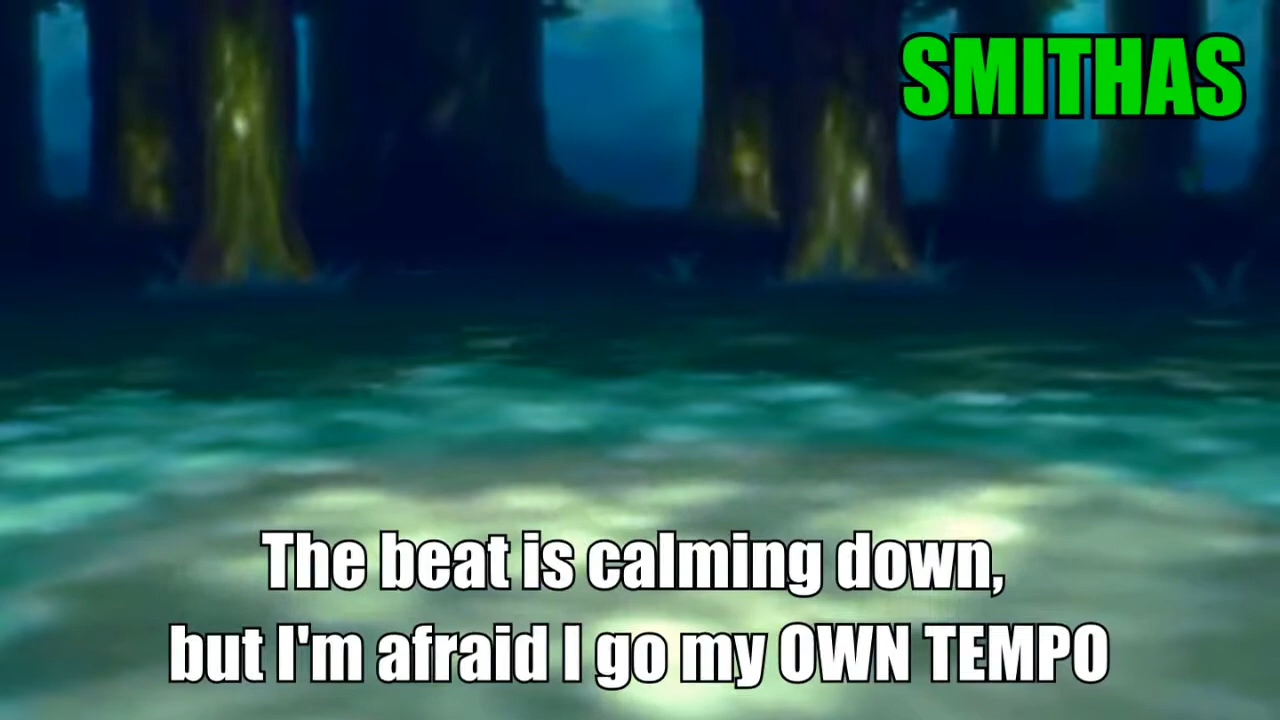 SMITHAS
The beat is calming down,
but I'm afraid I go my OWN TEMPO